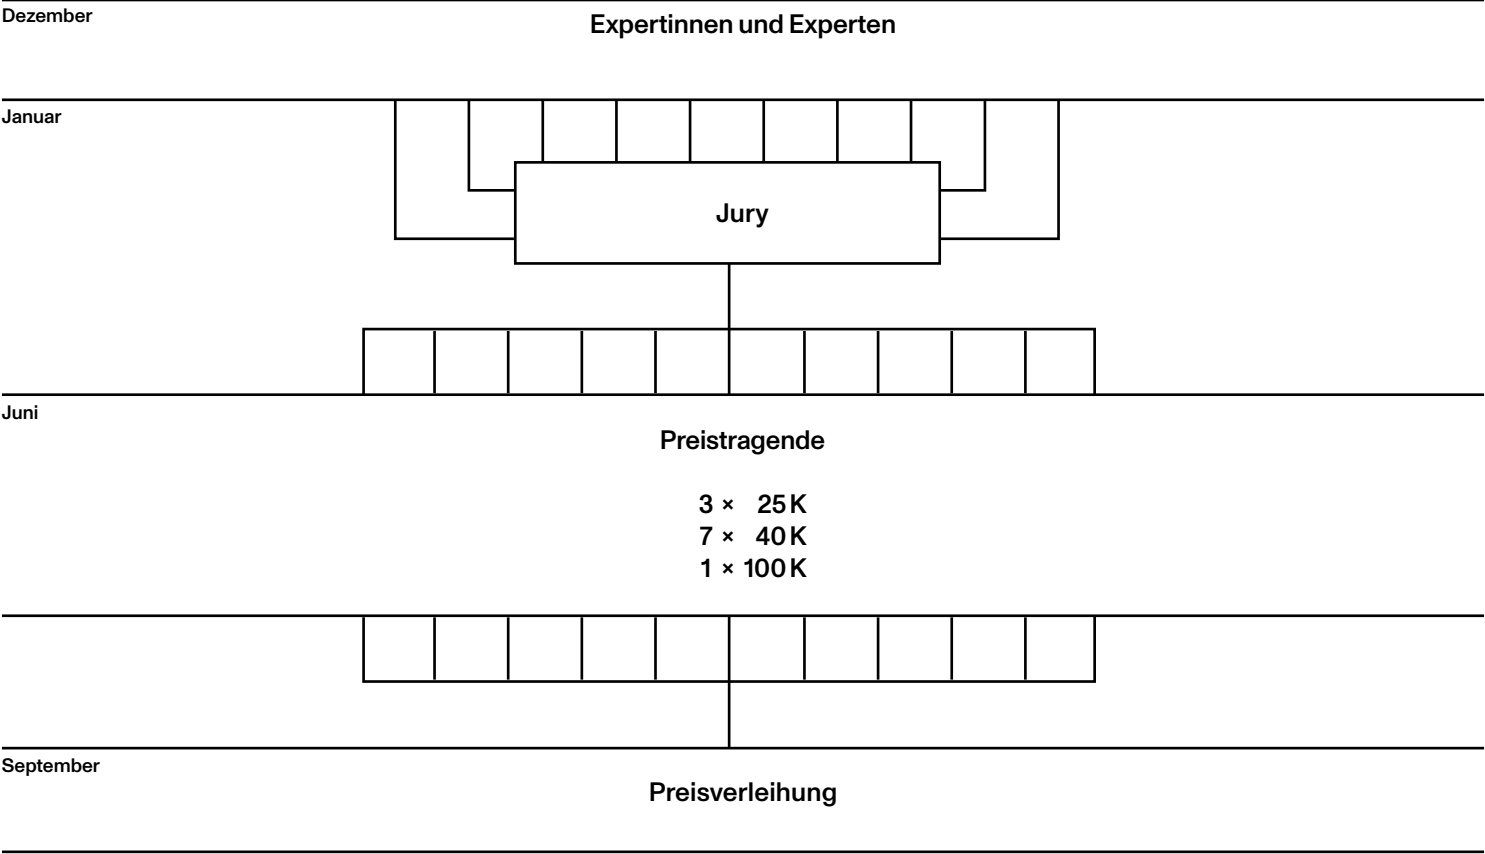 Dezember
Expertinnen und Experten
Januar
Jury
Juni
Preistragende
3 × 25 K
7 × 40 K
1 × 100 K
September
Preisverleihung